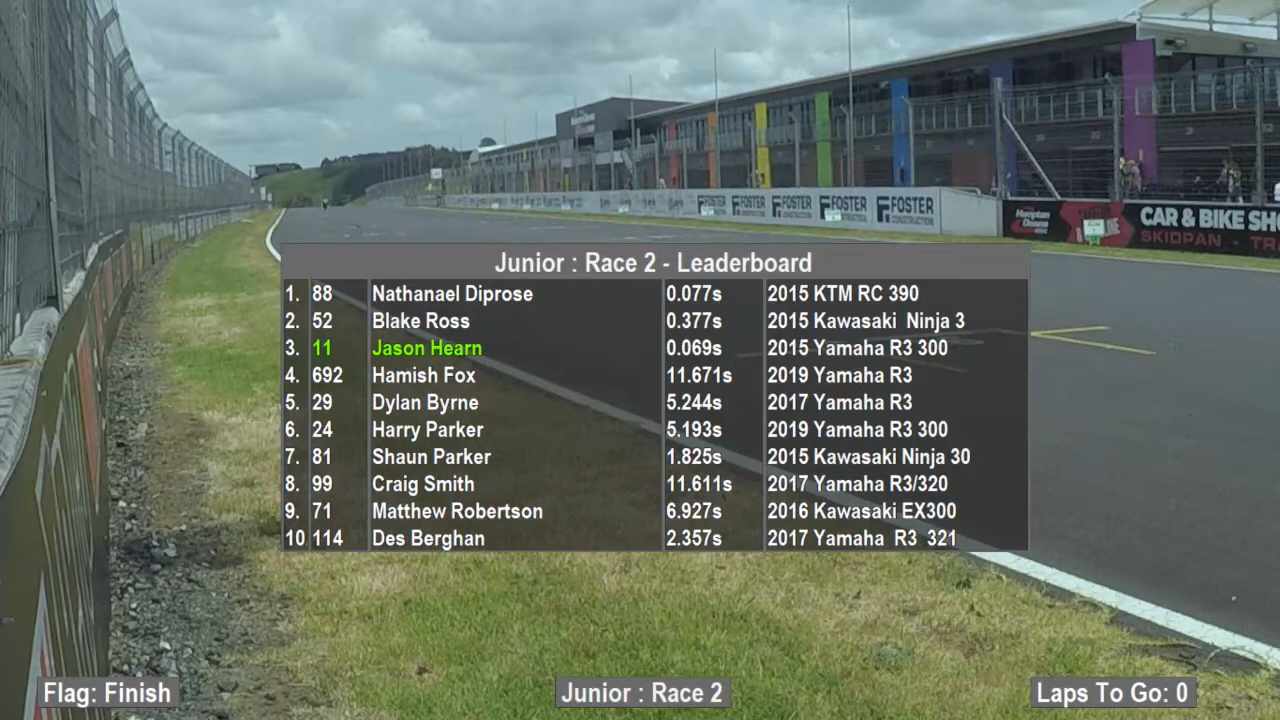 FOSTER
CONSTRUCTION
FOSTER
CONSTRUCTION
FOSTER
CONSTRUCTION
FOSTER
CONSTRUCTION
Hampton
Downs
CAR & BIKE SHO
SKIDPAN - TR
Junior : Race 2 - Leaderboard
1. 88 Nathanael Diprose 0.077s 2015 KTM RC 390
2. 52 Blake Ross 0.377s 2015 Kawasaki Ninja 3
3. 11 Jason Hearn 0.069s 2015 Yamaha R3 300
4. 692 Hamish Fox 11.671s 2019 Yamaha R3
5. 29 Dylan Byrne 5.244s 2017 Yamaha R3
6. 24 Harry Parker 5.193s 2019 Yamaha R3 300
7. 81 Shaun Parker 1.825s 2015 Kawasaki Ninja 30
8. 99 Craig Smith 11.611s 2017 Yamaha R3/320
9. 71 Matthew Robertson 6.927s 2016 Kawasaki EX300
10 114 Des Berghan 2.357s 2017 Yamaha R3 321
Flag: Finish
Junior : Race 2
Laps To Go: 0